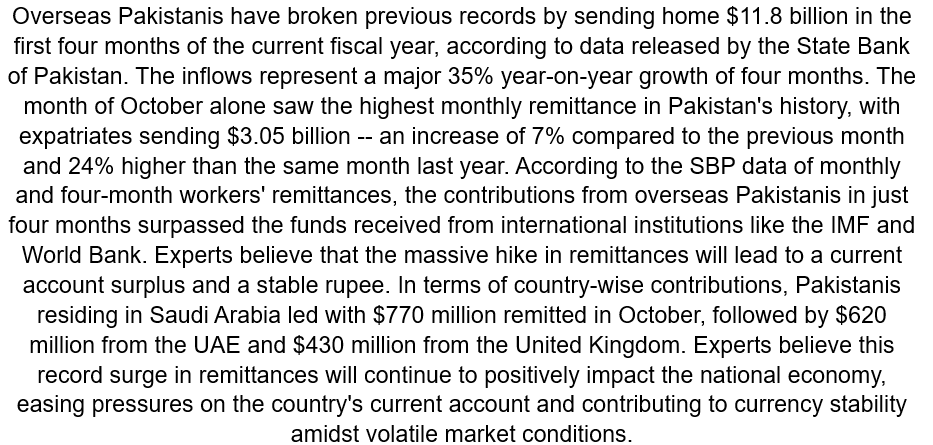 Overseas Pakistanis have broken previous records by sending home $11.8 billion in the
first four months of the current fiscal year, according to data released by the State Bank
of Pakistan. The inflows represent a major 35% year-on-year growth of four months. The
month of October alone saw the highest monthly remittance in Pakistan's history, with
expatriates sending $3.05 billion -- an increase of 7% compared to the previous month
and 24% higher than the same month last year. According to the SBP data of monthly
and four-month workers' remittances, the contributions from overseas Pakistanis in just
four months surpassed the funds received from international institutions like the IMF and
World Bank. Experts believe that the massive hike in remittances will lead to a current
account surplus and a stable rupee. In terms of country-wise contributions, Pakistanis
residing in Saudi Arabia led with $770 million remitted in October, followed by $620
million from the UAE and $430 million from the United Kingdom. Experts believe this
record surge in remittances will continue to positively impact the national economy,
easing pressures on the country's current account and contributing to currency stability
amidst volatile market conditions.